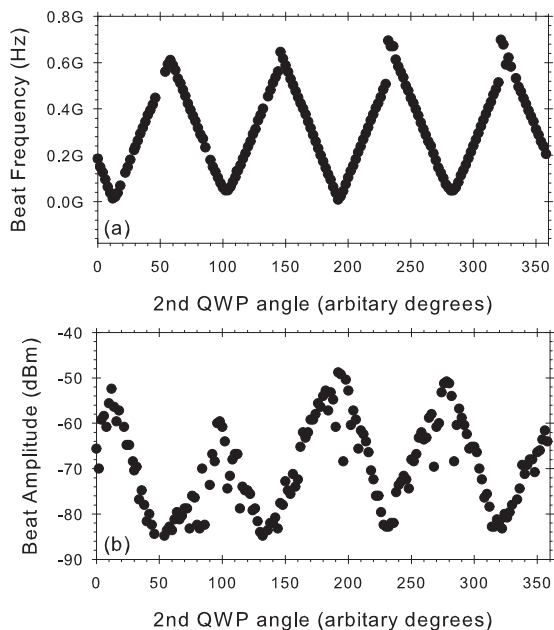 0.8G
0.6G
0.4G
0.2G
0.0G
Beat Frequency (Hz)
(a)
0 50 100 150 200 250 300 350
2nd QWP angle (arbitary degrees)
-40
-50
-60
-70
-80
-90
Beat Amplitude (dBm)
(b)
0 50 100 150 200 250 300 350
2nd QWP angle (arbitary degrees)